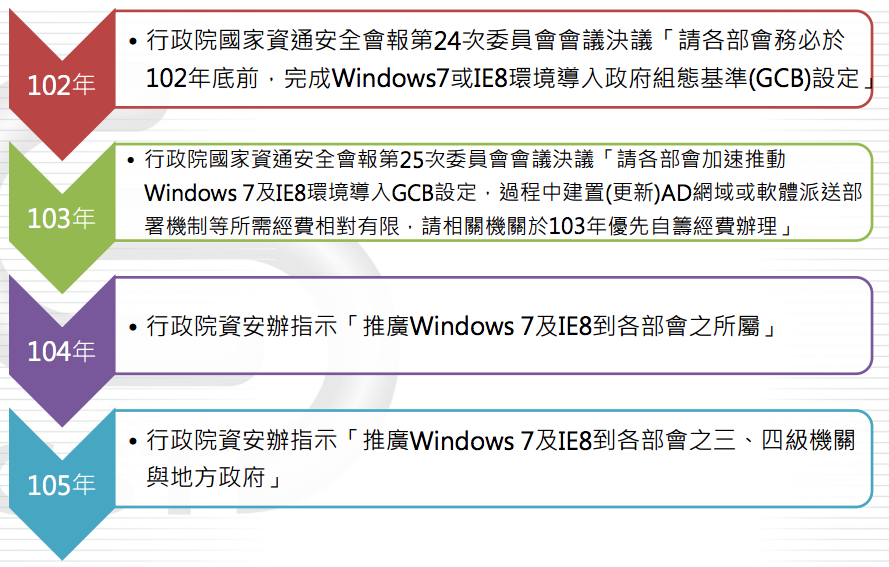 102年
• 行政院國家資通安全會報第24次委員會會議決議「請各部會務必於
102年底前，完成Windows7或IE8環境導入政府組態基準(GCB)設定」
103年
• 行政院國家資通安全會報第25次委員會會議決議「請各部會加速推動
Windows 7及IE8環境導入GCB設定，過程中建置(更新)AD網域或軟體派送部
署機制等所需經費相對有限，請相關機關於103年優先自籌經費辦理」
104年
• 行政院資安辦指示「推廣Windows 7及IE8到各部會之所屬」
105年
• 行政院資安辦指示「推廣Windows 7及IE8到各部會之三、四級機關
與地方政府」